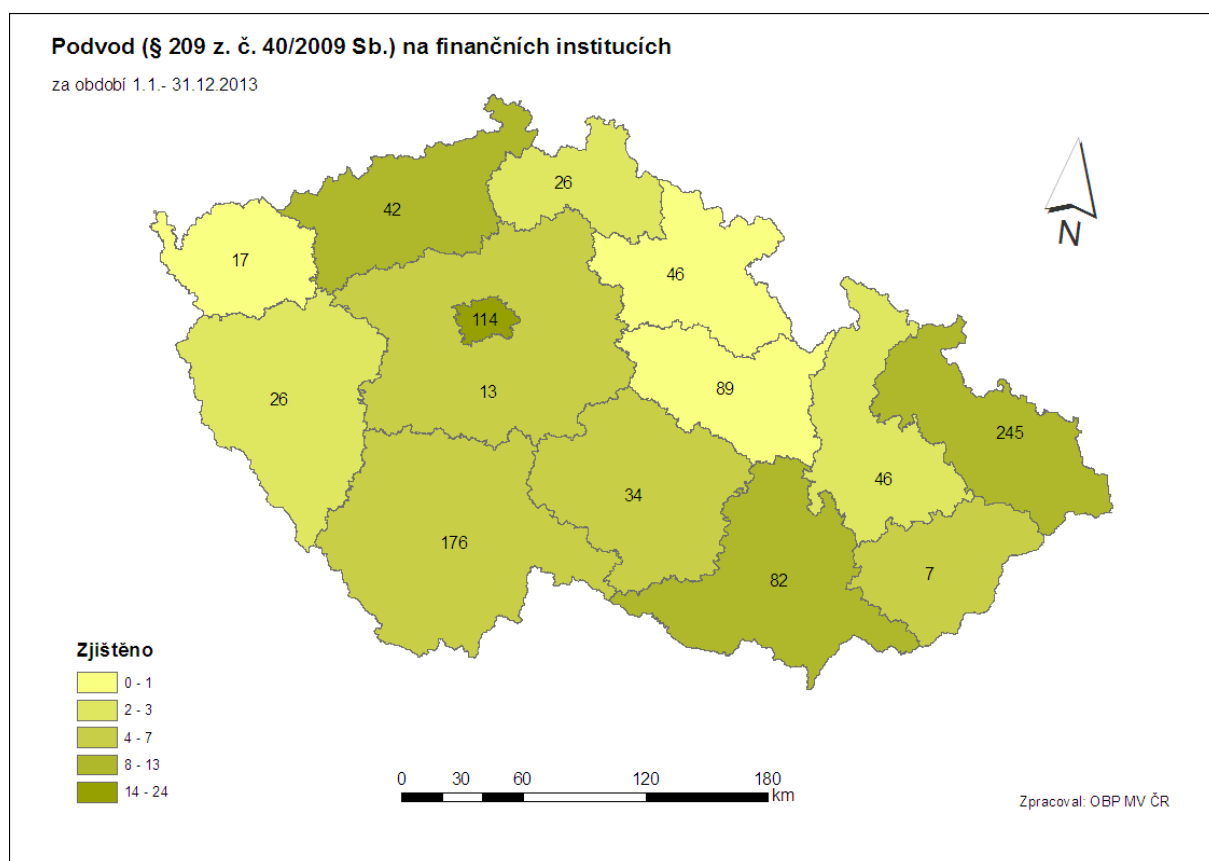 Podvod (§ 209 z. č. 40/2009 Sb.) na finančních institucích
za období 1.1.- 31.12.2013
26
42
17
46
N
114
89
26
13
245
46
34
176
82
7
Zjištěno
0 - 1
2 - 3
4 - 7
8 - 13
14 - 24
0 30 60 120 180
km
Zpracoval: OBP MV ČR